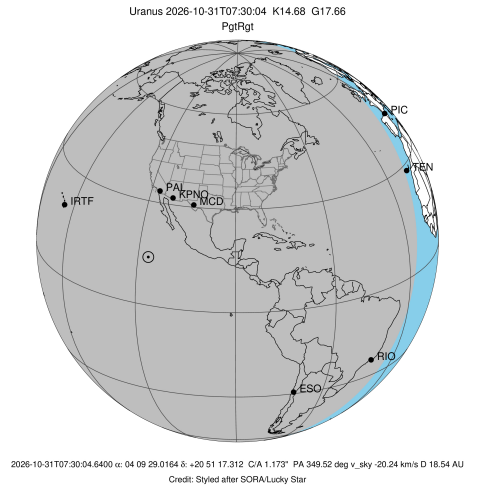 Uranus 2026-10-31T07:30:04 K14.68 G17.66
PgtRgt
PIC
TEN
PAL
KPNO
MCD
IRTF
RIO
ESO
2026-10-31T07:30:04.6400 α: 04 09 29.0164 δ: +20 51 17.312 C/A 1.173" PA 349.52 deg v_sky -20.24 km/s D 18.54 AU
Credit: Styled after SORA/Lucky Star